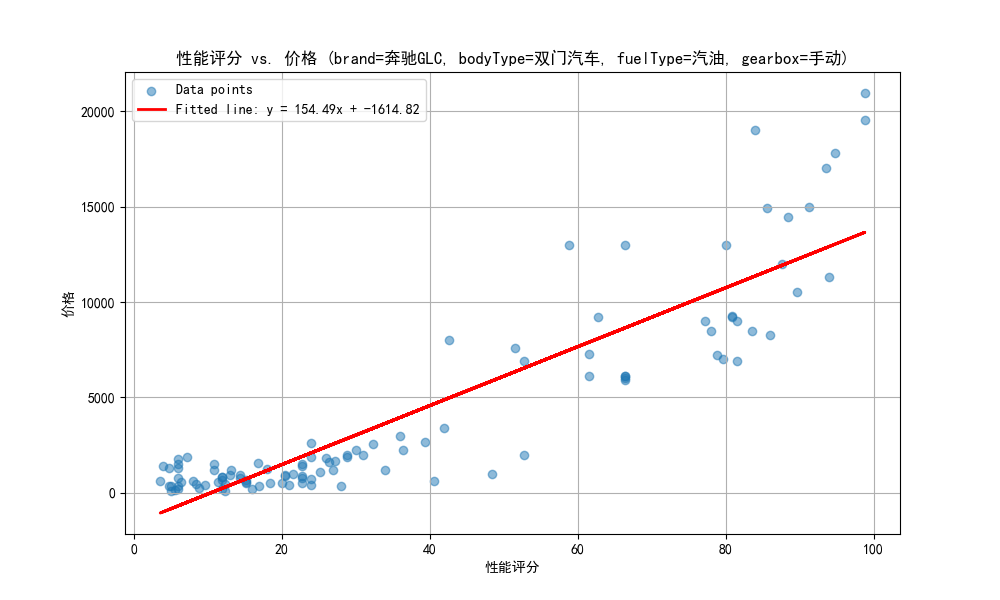 性能评分 vs. 价格 (brand=奔驰GLC, bodyType=双门汽车, fuelType=汽油, gearbox=手动)
Data points
Fitted line: y = 154.49x + -1614.82
价格
20000
15000
10000
5000
0
0 20 40 60 80 100
性能评分